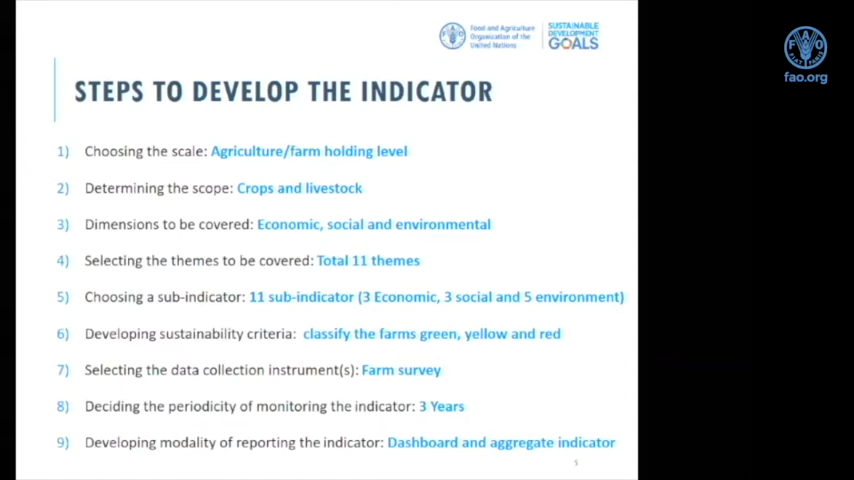 Food and Agriculture
Organization of the
United Nations
SUSTAINABLE
DEVELOPMENT
GOALS
F A O
FIAT PANIS
fao.org
STEPS TO DEVELOP THE INDICATOR
1) Choosing the scale: Agriculture/farm holding level
2) Determining the scope: Crops and livestock
3) Dimensions to be covered: Economic, social and environmental
4) Selecting the themes to be covered: Total 11 themes
5) Choosing a sub-indicator: 11 sub-indicator (3 Economic, 3 social and 5 environment)
6) Developing sustainability criteria: classify the farms green, yellow and red
7) Selecting the data collection instrument(s): Farm survey
8) Deciding the periodicity of monitoring the indicator: 3 Years
9) Developing modality of reporting the indicator: Dashboard and aggregate indicator
5